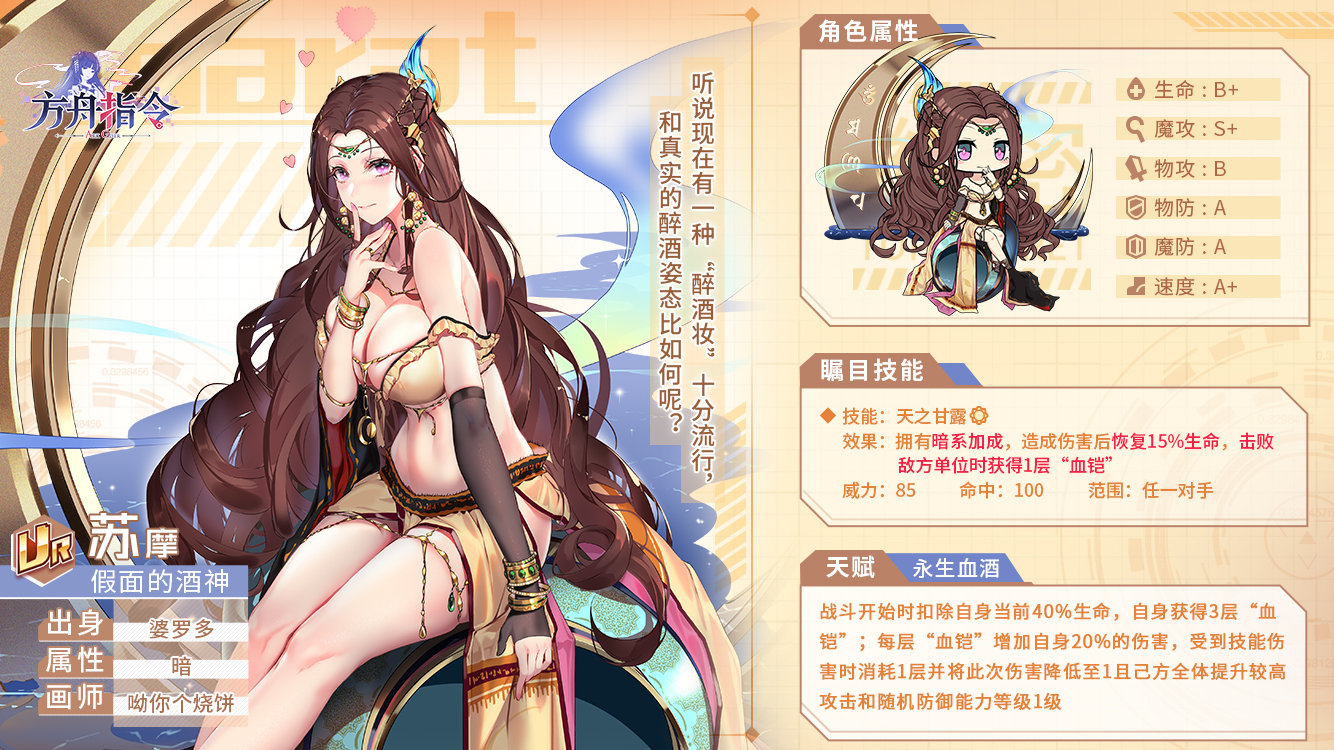 arat
方舟指令
Ark Order
听说现在有一种“醉酒妆”十分流行，
和真实的醉酒姿态比如何呢？
UR
苏摩
假面的酒神
出身 婆罗多
属性 暗
画师 呦你个烧饼
角色属性
生命：B+
魔攻：S+
物攻：B
物防：A
魔防：A
速度：A+
瞩目技能
技能：天之甘露
效果：拥有暗系加成，造成伤害后恢复15%生命，击败
敌方单位时获得1层“血铠”
威力：85 命中：100 范围：任一对手
天赋 永生血酒
战斗开始时扣除自身当前40%生命，自身获得3层“血
铠”；每层“血铠”增加自身20%的伤害，受到技能伤
害时消耗1层并将此次伤害降低至1且己方全体提升较高
攻击和随机防御能力等级1级